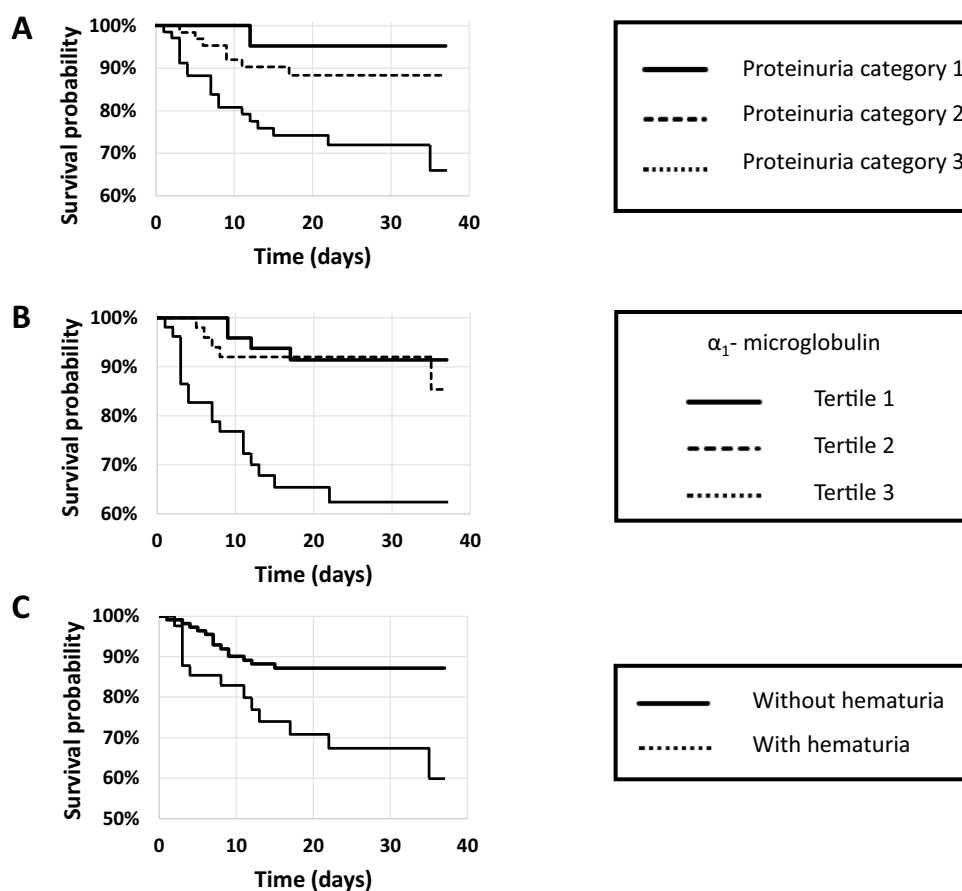 A
Survival probability
100%
90%
80%
70%
60%
0 10 20 30 40
Time (days)
Proteinuria category 1
Proteinuria category 2
Proteinuria category 3
B
Survival probability
100%
90%
80%
70%
60%
0 10 20 30 40
Time (days)
α₁- microglobulin
Tertile 1
Tertile 2
Tertile 3
C
Survival probability
100%
90%
80%
70%
60%
50%
0 10 20 30 40
Time (days)
Without hematuria
With hematuria